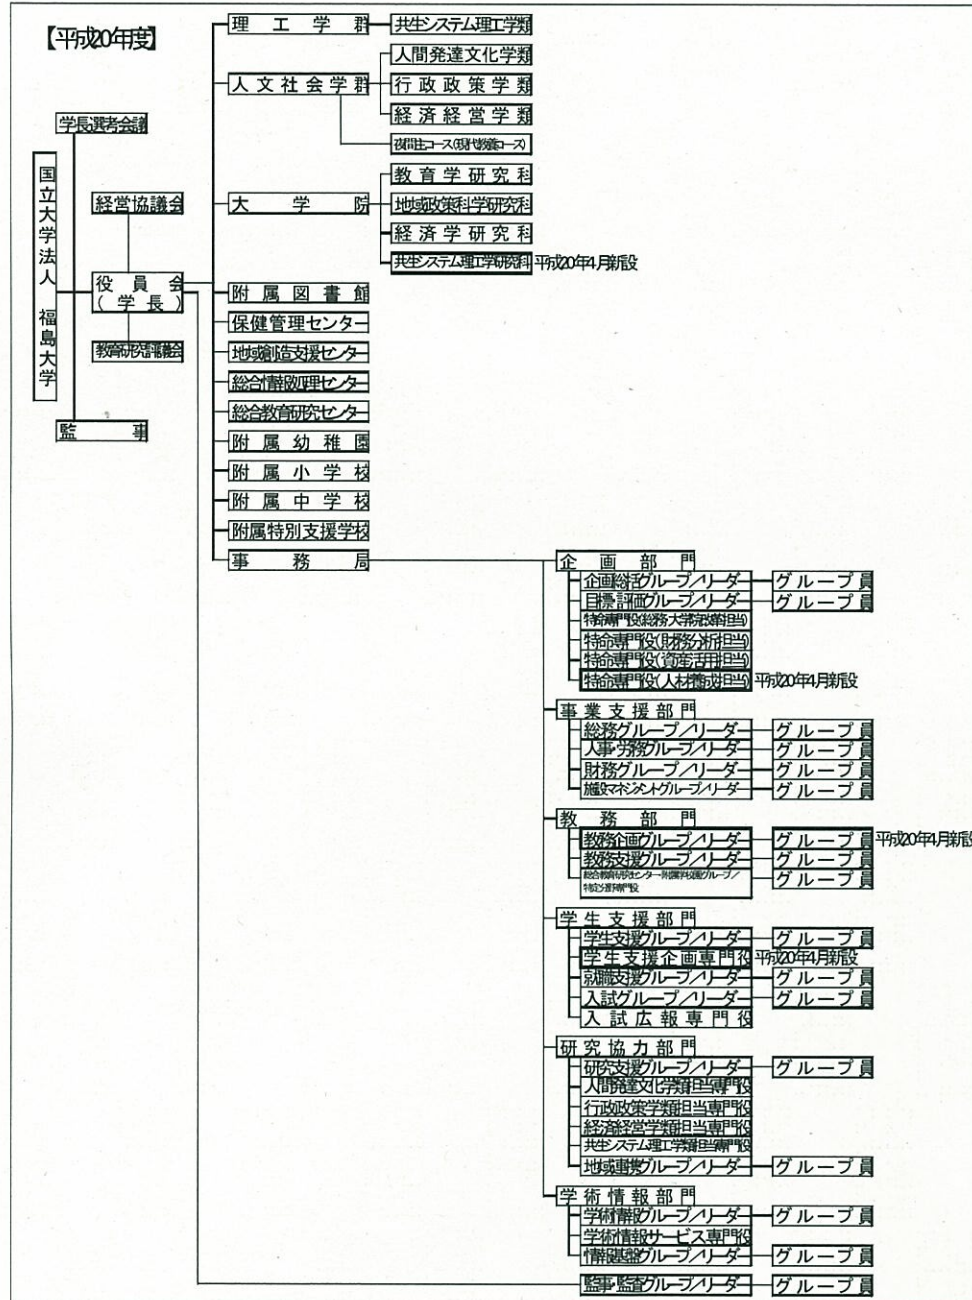 【平成20年度】
学長選考会議
国立大学法人 福島大学
経営協議会
役員会
(学長)
教育研究評議会
監事
理工学群
共生システム理工学類
人文社会学群
人間発達文化学類
行政政策学類
経済経営学類
夜間主コース(現代教養コース)
大学院
教育学研究科
地域政策科学研究科
経済学研究科
共生システム理工学研究科 平成20年4月新設
附属図書館
保健管理センター
地域創造支援センター
総合情報処理センター
総合教育研究センター
附属幼稚園
附属小学校
附属中学校
附属特別支援学校
事務局
企画部門
企画総括グループ/リーダー グループ員
目標・評価グループ/リーダー グループ員
特命専門役(総務・大学院改革担当)
特命専門役(財務分析担当)
特命専門役(資産活用担当)
特命専門役(人材養成担当) 平成20年4月新設
事業支援部門
総務グループ/リーダー グループ員
人事・労務グループ/リーダー グループ員
財務グループ/リーダー グループ員
施設マネジメントグループ/リーダー グループ員
教務部門
教務企画グループ/リーダー グループ員 平成20年4月新設
教務支援グループ/リーダー グループ員
グループ員
学生支援部門
学生支援グループ/リーダー グループ員
学生支援企画専門役 平成20年4月新設
就職支援グループ/リーダー グループ員
入試グループ/リーダー グループ員
入試広報専門役
研究協力部門
研究支援グループ/リーダー グループ員
人間発達文化学類担当専門役
行政政策学類担当専門役
経済経営学類担当専門役
共生システム理工学類担当専門役
地域連携グループ/リーダー グループ員
学術情報部門
学術情報グループ/リーダー グループ員
学術情報サービス専門役
情報基盤グループ/リーダー グループ員
監事・監査グループ/リーダー グループ員